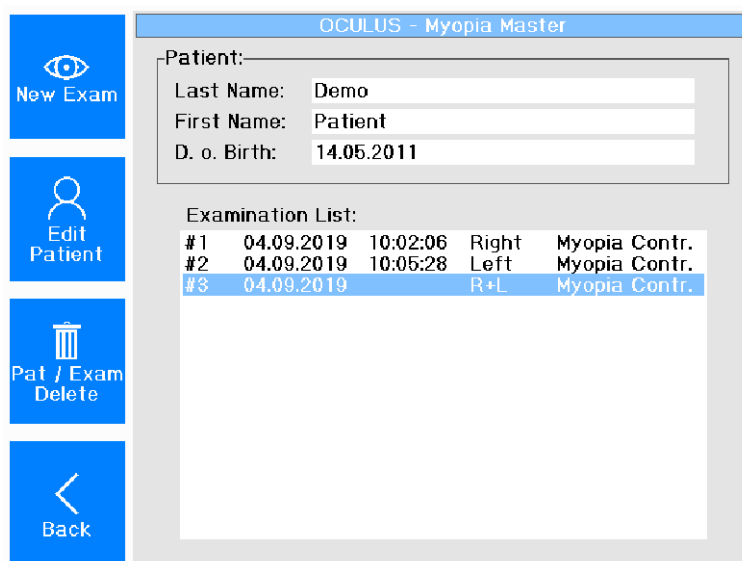 OCULUS - Myopia Master
New Exam
Patient:
Last Name: Demo
First Name: Patient
D. o. Birth: 14.05.2011
Edit
Patient
Examination List:
#1 04.09.2019 10:02:06 Right Myopia Contr.
#2 04.09.2019 10:05:28 Left Myopia Contr.
#3 04.09.2019 R+L Myopia Contr.
Pat / Exam
Delete
Back